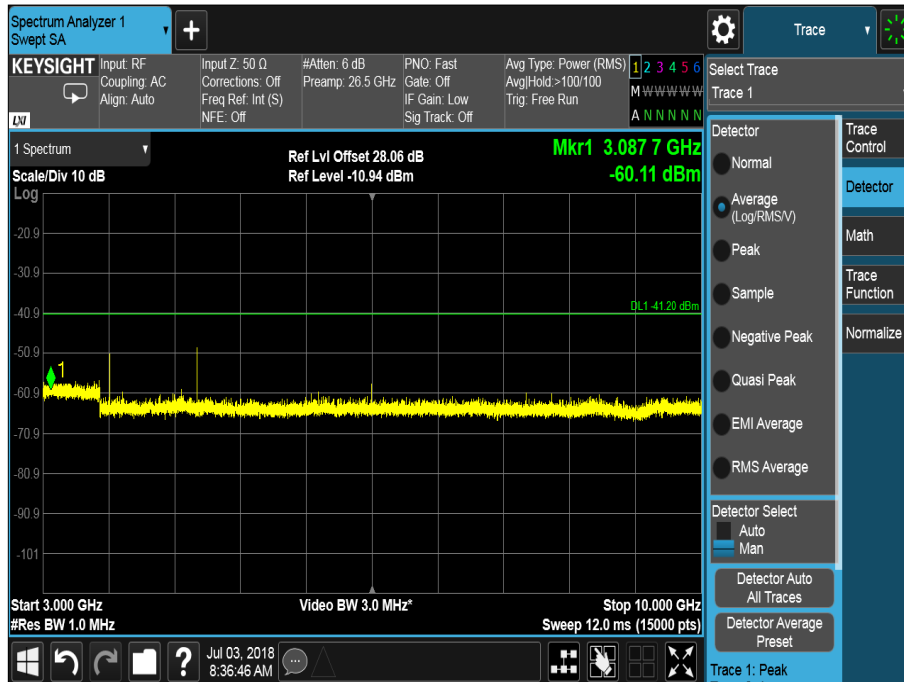 Spectrum Analyzer 1
Swept SA
+
Trace
KEYSIGHT
LXI
Input: RF
Coupling: AC
Align: Auto
Input Z: 50 Ω
Corrections: Off
Freq Ref: Int (S)
NFE: Off
#Atten: 6 dB
Preamp: 26.5 GHz
PNO: Fast
Gate: Off
IF Gain: Low
Sig Track: Off
Avg Type: Power (RMS)
Avg|Hold:>100/100
Trig: Free Run
1 2 3 4 5 6
M W W W W W
A N N N N N
Select Trace
Trace 1
1 Spectrum
Scale/Div 10 dB
Ref Lvl Offset 28.06 dB
Ref Level -10.94 dBm
Mkr1 3.087 7 GHz
-60.11 dBm
Log
-20.9
-30.9
-40.9
-50.9
-60.9
-70.9
-80.9
-90.9
-101
DL1 -41.20 dBm
1
Start 3.000 GHz
#Res BW 1.0 MHz
Video BW 3.0 MHz*
Stop 10.000 GHz
Sweep 12.0 ms (15000 pts)
Detector
Normal
Average
(Log/RMS/V)
Peak
Sample
Negative Peak
Quasi Peak
EMI Average
RMS Average
Detector Select
Auto
Man
Detector Auto
All Traces
Detector Average
Preset
Trace 1: Peak
Trace
Control
Detector
Math
Trace
Function
Normalize
?
Jul 03, 2018
8:36:46 AM